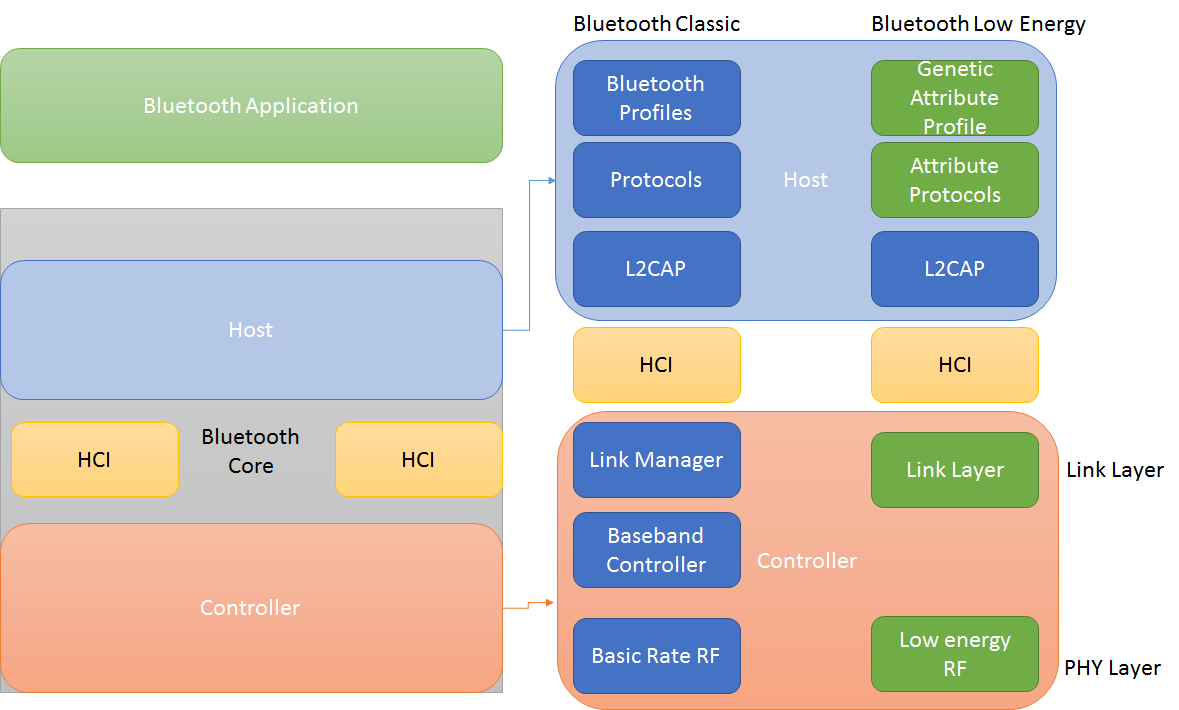 Bluetooth Classic
Bluetooth Low Energy
Bluetooth Application
Host
HCI
Bluetooth
Core
HCI
Controller
Bluetooth
Profiles
Genetic
Attribute
Profile
Protocols
Host
Attribute
Protocols
L2CAP
L2CAP
HCI
HCI
Link Manager
Link Layer
Link Layer
Baseband
Controller
Controller
Basic Rate RF
Low energy
RF
PHY Layer